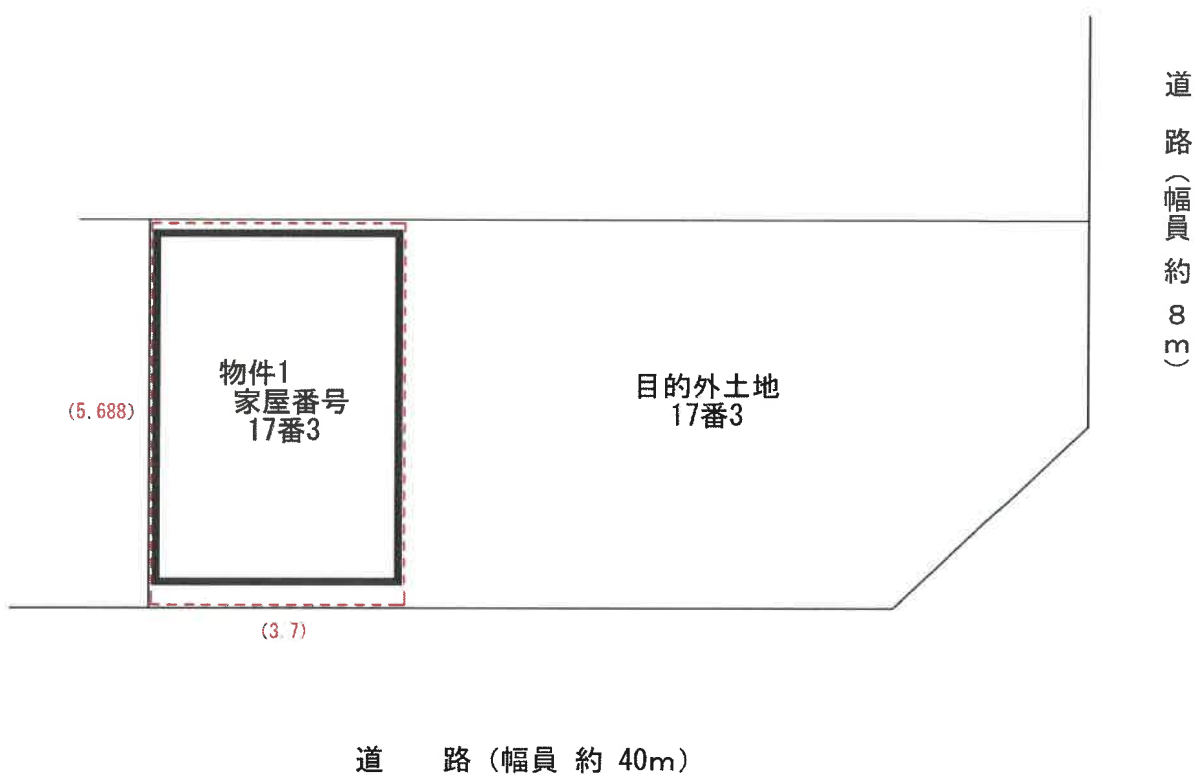 道 路（幅員 約 8m）
物件1
家屋番号
17番3
目的外土地
17番3
(5.688)
(3.7)
道 路（幅員 約 40m）